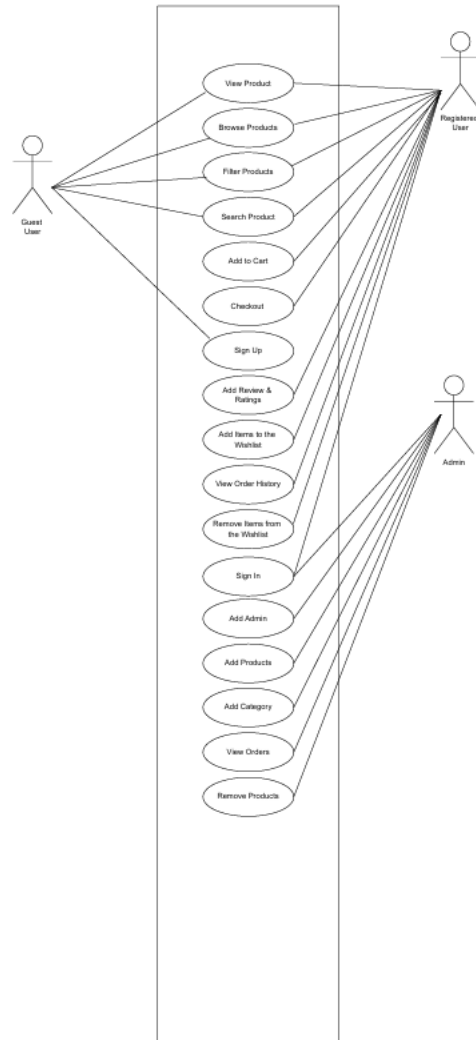 View Product
Registered
User
Browse Products
Filter Products
Guest
User
Search Product
Add to Cart
Checkout
Sign Up
Add Review &
Ratings
Add Items to the
Wishlist
Admin
View Order History
Remove Items from
the Wishlist
Sign In
Add Admin
Add Products
Add Category
View Orders
Remove Products